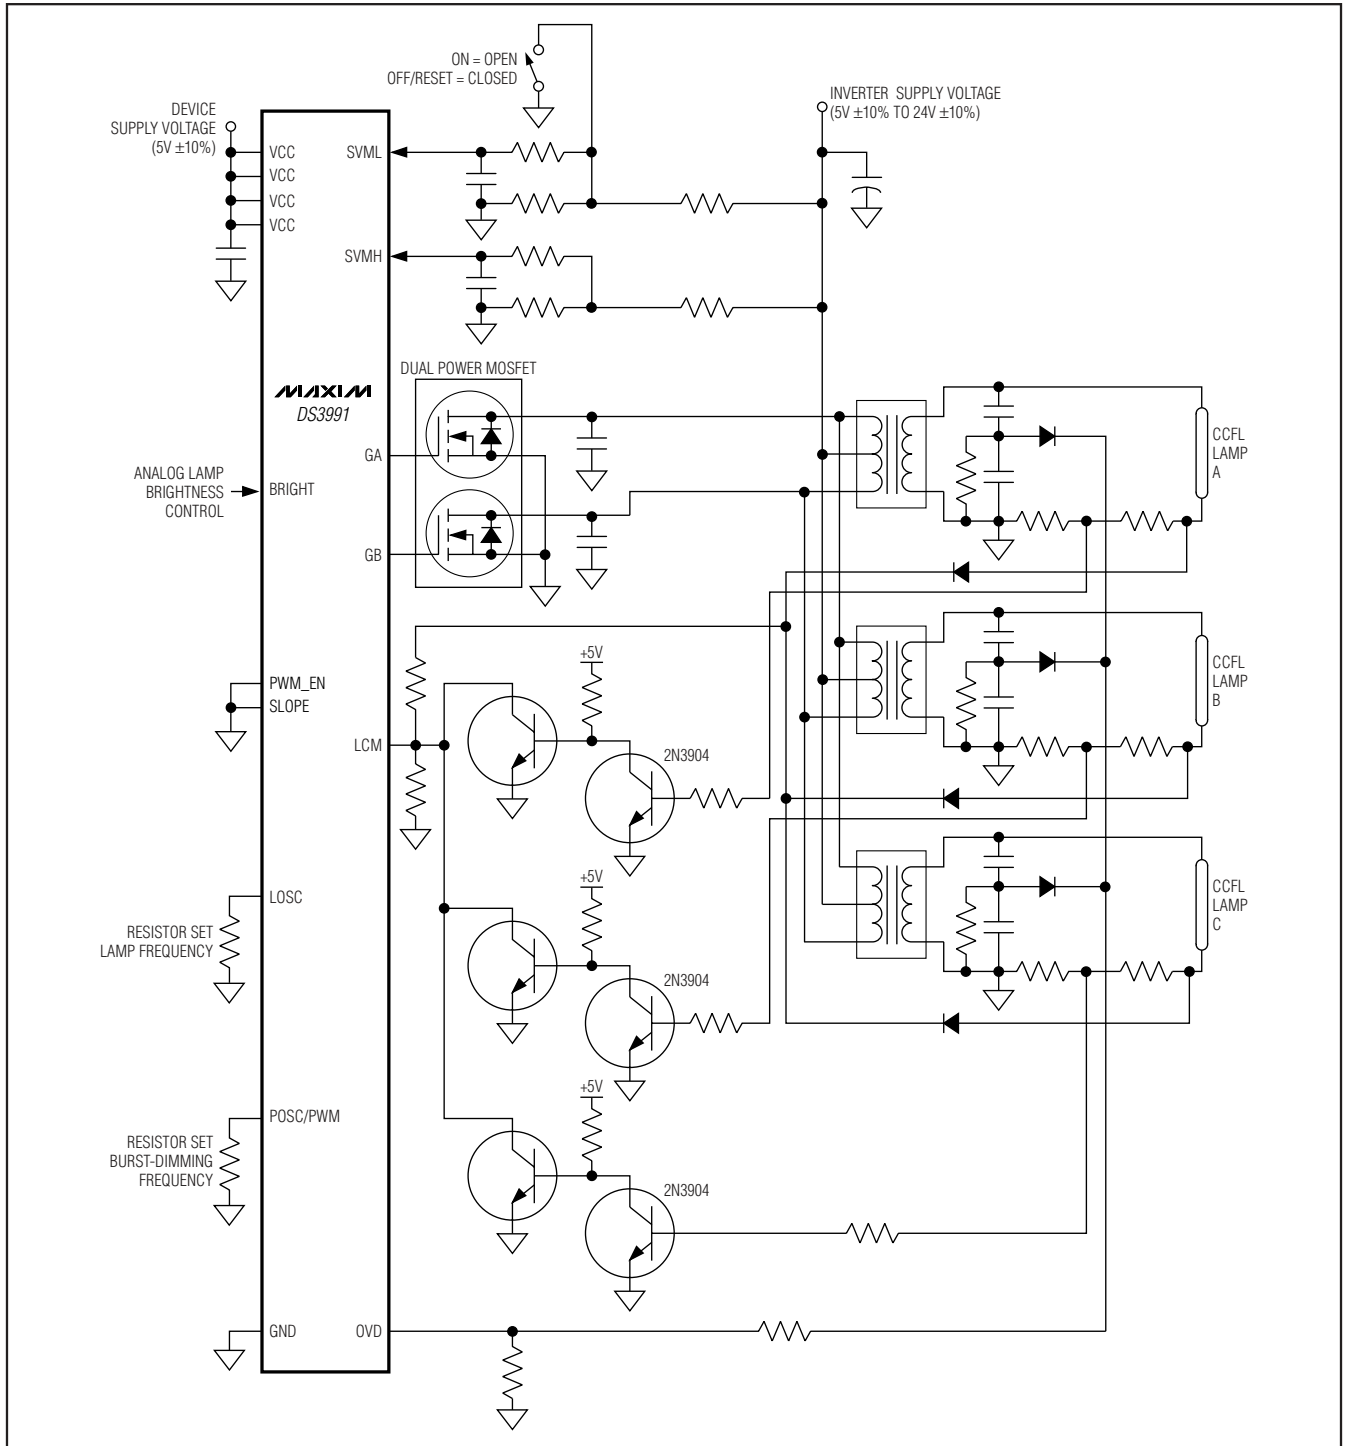 ON = OPEN
OFF/RESET = CLOSED
INVERTER SUPPLY VOLTAGE
(5V ±10% TO 24V ±10%)
DEVICE
SUPPLY VOLTAGE
(5V ±10%)
VCC
VCC
VCC
VCC
SVML
SVMH
DUAL POWER MOSFET
MAXIM
DS3991
GA
ANALOG LAMP
BRIGHTNESS
CONTROL
BRIGHT
GB
CCFL
LAMP
A
+5V
PWM_EN
SLOPE
LCM
2N3904
CCFL
LAMP
B
+5V
LOSC
RESISTOR SET
LAMP FREQUENCY
2N3904
CCFL
LAMP
C
+5V
POSC/PWM
RESISTOR SET
BURST-DIMMING
FREQUENCY
2N3904
GND
OVD